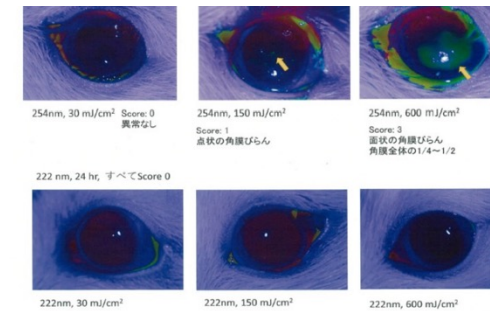 254nm, 30 mJ/cm² Score: 0
異常なし
254nm, 150 mJ/cm²
Score: 1
点状の角膜びらん
254nm, 600 mJ/cm²
Score: 3
面状の角膜びらん
角膜全体の1/4～1/2
222 nm, 24 hr, すべてScore 0
222nm, 30 mJ/cm²
222nm, 150 mJ/cm²
222nm, 600 mJ/cm²